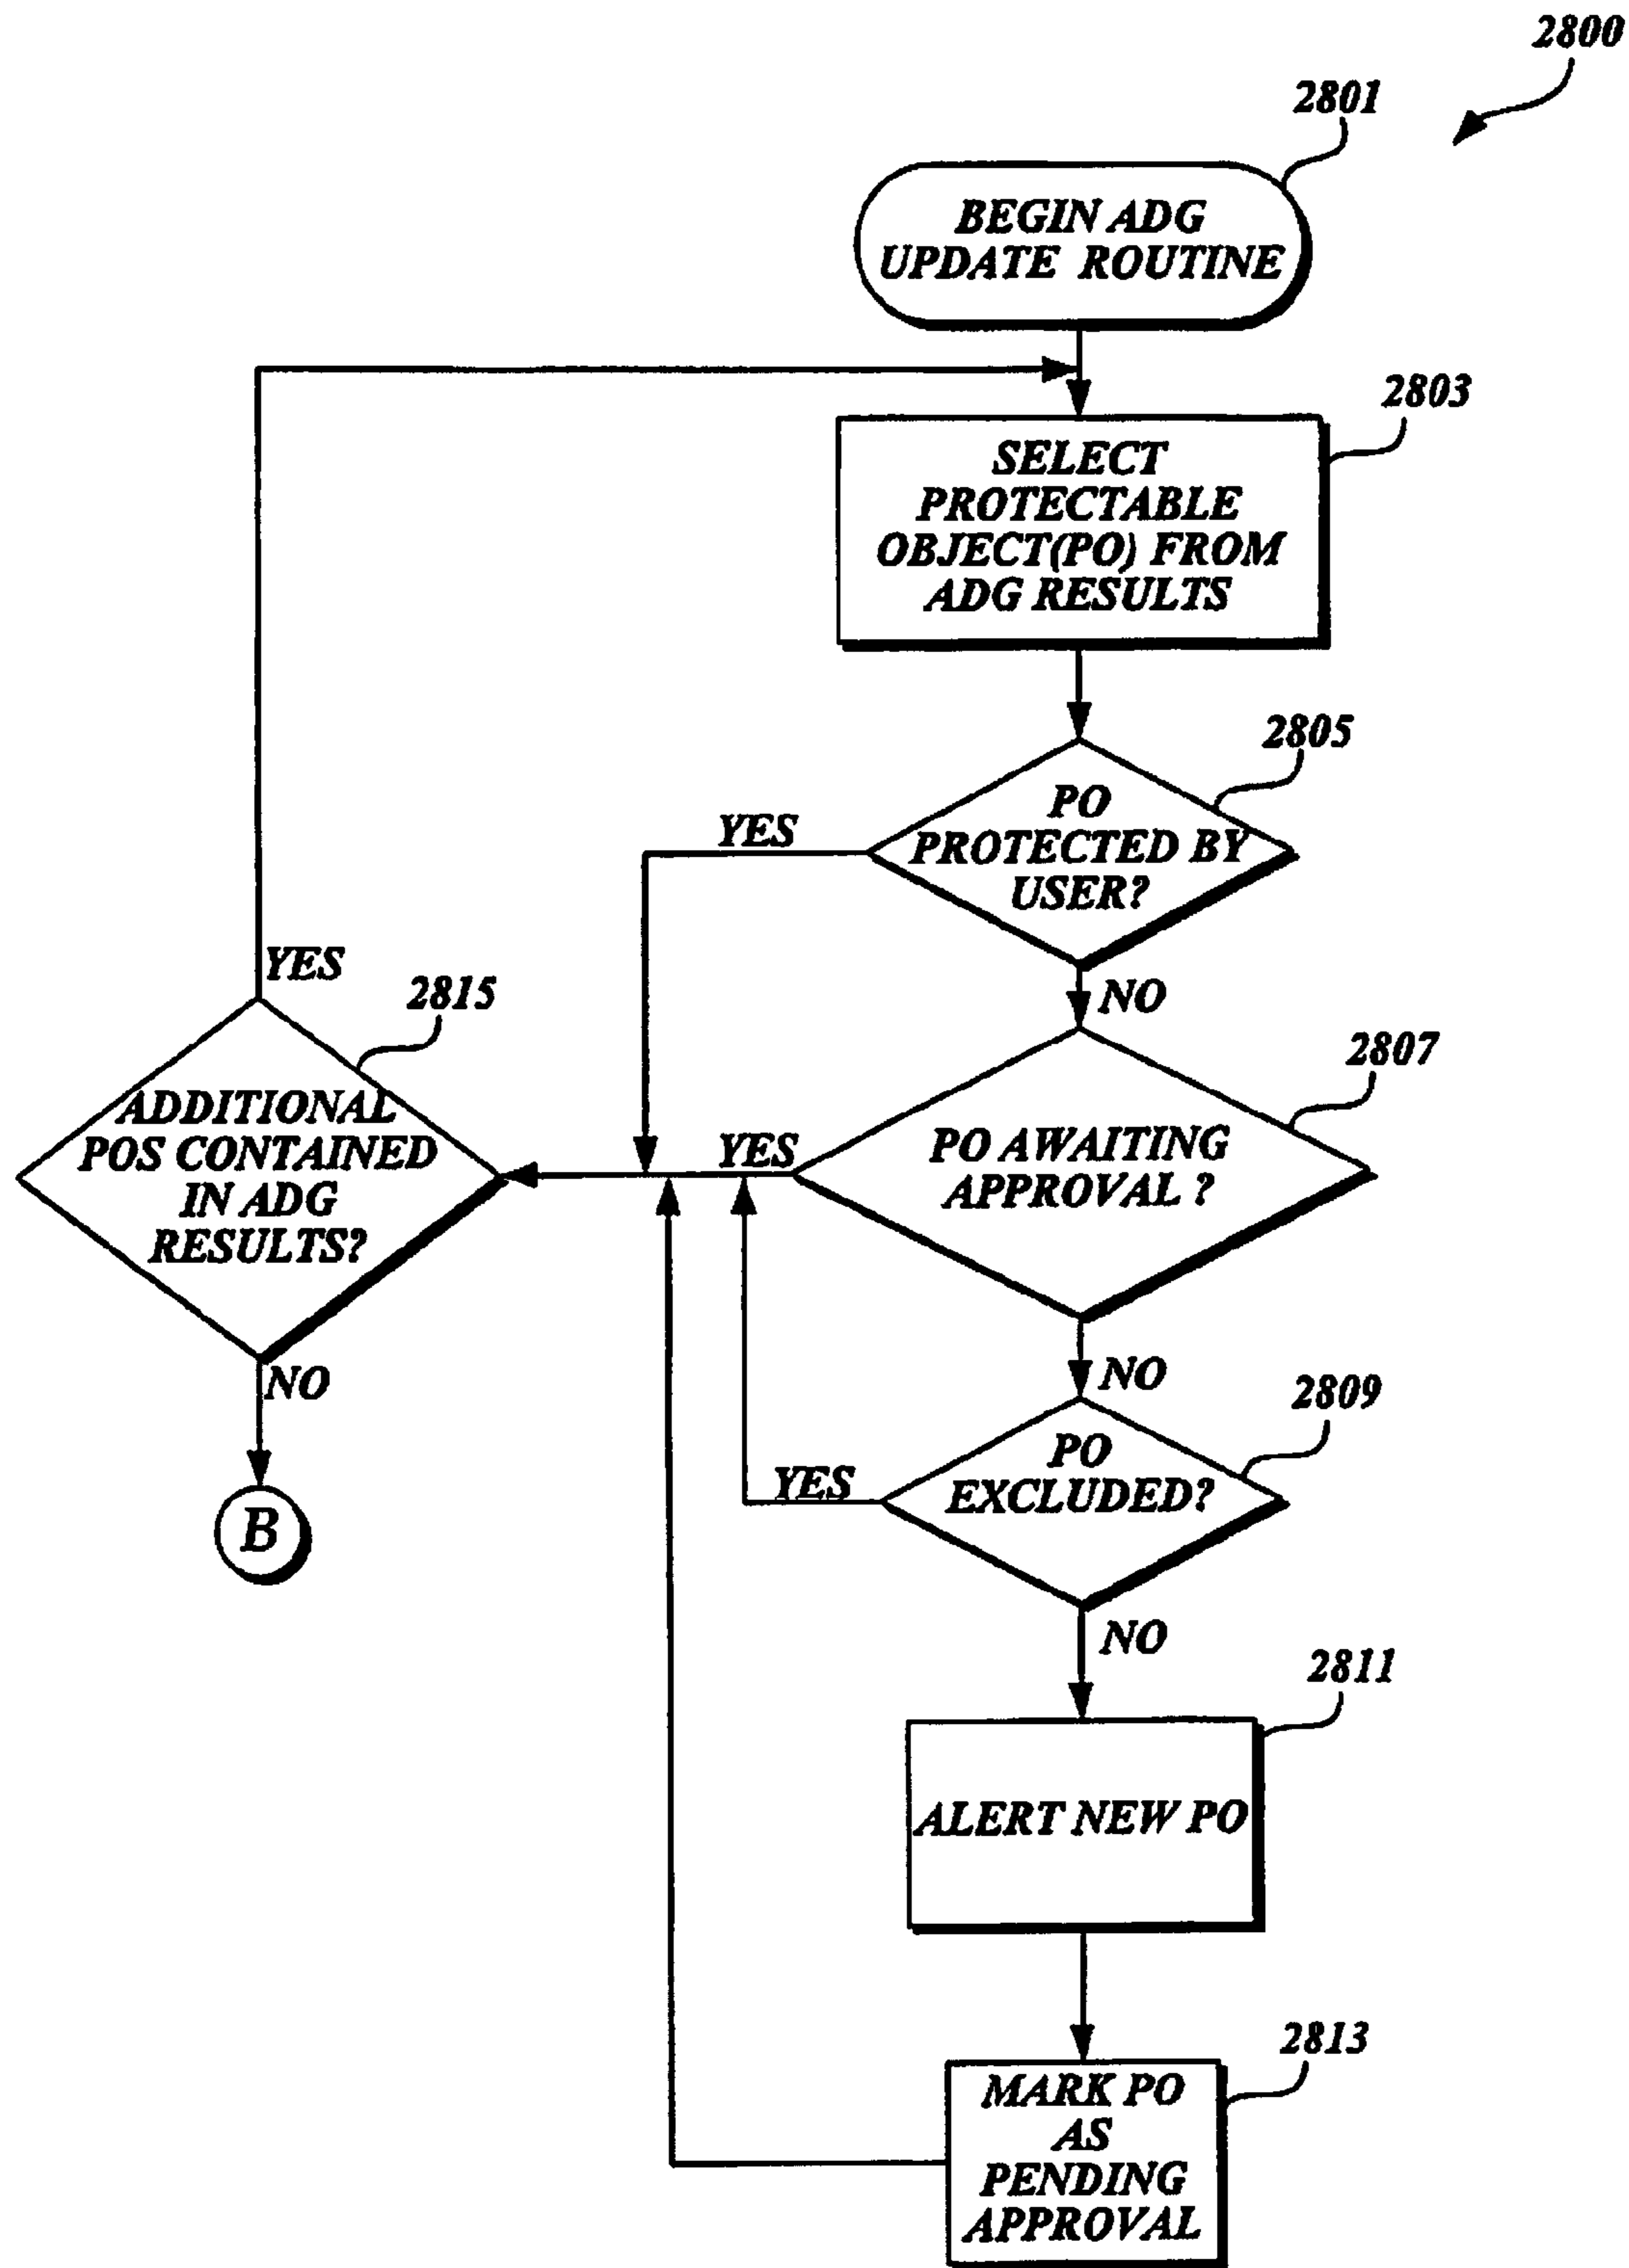 2800
2801
BEGIN ADG
UPDATE ROUTINE
2803
SELECT
PROTECTABLE
OBJECT(PO) FROM
ADG RESULTS
2805
PO
PROTECTED BY
USER?
YES
NO
2807
PO AWAITING
APPROVAL ?
YES
NO
2815
YES
ADDITIONAL
POS CONTAINED
IN ADG
RESULTS?
NO
B
2809
PO
EXCLUDED?
YES
NO
2811
ALERT NEW PO
2813
MARK PO
AS
PENDING
APPROVAL